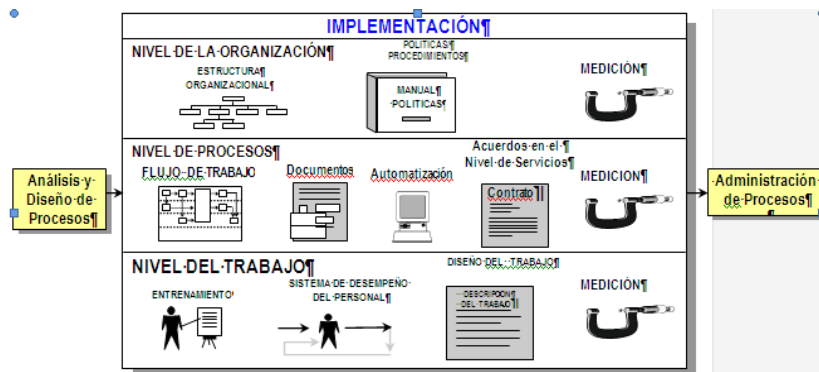 IMPLEMENTACIÓN¶
NIVEL·DE·LA·ORGANIZACIÓN¶
ESTRUCTURA¶
ORGANIZACIONAL¶
POLITICAS¶
PROCEDIMIENTOS¶
MANUAL¶
·POLITICAS¶
MEDICIÓN¶
Análisis·y·
Diseño·de·
Procesos¶
NIVEL·DE·PROCESOS¶
FLUJO··DE·TRABAJO
Documentos
Automatización
Acuerdos·en·el·¶
Nivel·de·Servicios¶
Contrato¶
MEDICION¶
·Administración·
de·Procesos¶
¶
NIVEL·DEL·TRABAJO¶
ENTRENAMIENTO
SISTEMA·DE·DESEMPEÑO·
DEL·PERSONAL¶
DISEÑO·DEL··TRABAJO¶
DESCRIPCION¶
DEL·TRABAJO¶
MEDICIÓN¶